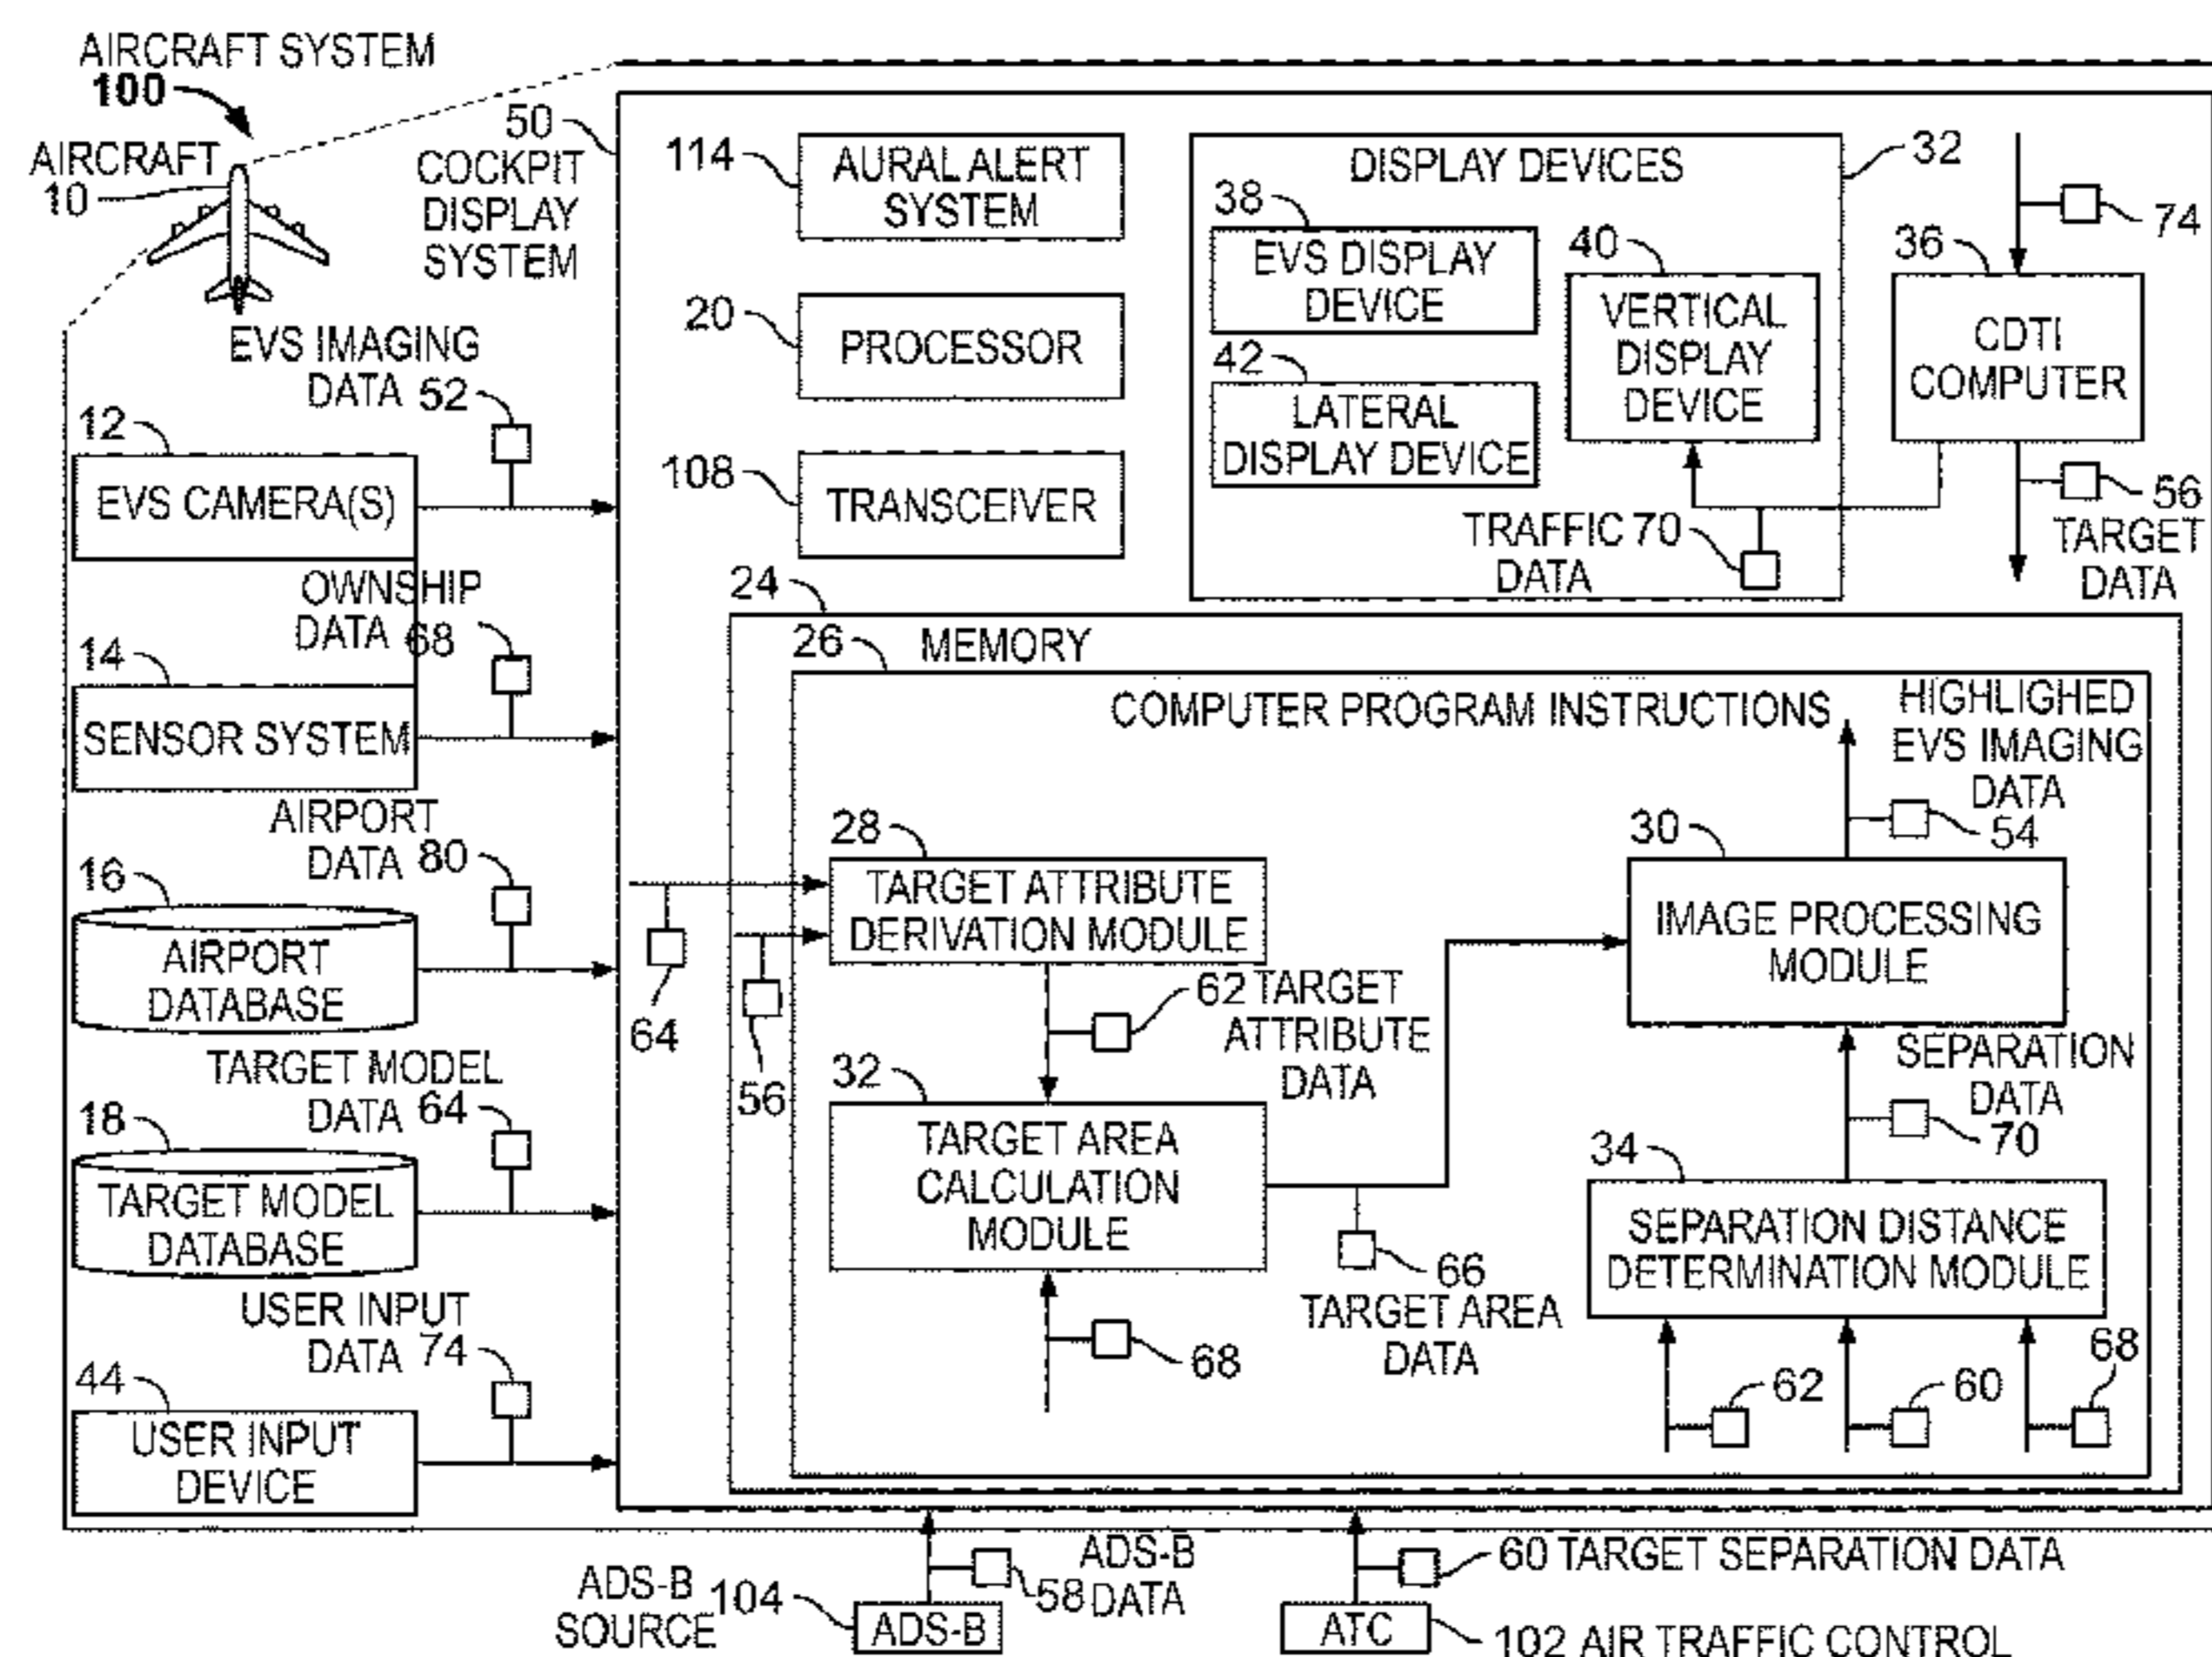 AIRCRAFT SYSTEM
100
AIRCRAFT
10
50
COCKPIT
DISPLAY
SYSTEM
EVS IMAGING
DATA 52
12
EVS CAMERA(S)
OWNSHIP
DATA 68
14
SENSOR SYSTEM
AIRPORT
DATA 80
16
AIRPORT
DATABASE
TARGET MODEL
DATA 64
18
TARGET MODEL
DATABASE
USER INPUT
DATA 74
44
USER INPUT
DEVICE
114
AURAL ALERT
SYSTEM
20
PROCESSOR
108
TRANSCEIVER
DISPLAY DEVICES
32
38
EVS DISPLAY
DEVICE
42
LATERAL
DISPLAY DEVICE
40
VERTICAL
DISPLAY
DEVICE
TRAFFIC 70
DATA
74
36
CDTI
COMPUTER
56
TARGET
DATA
24
MEMORY
26
COMPUTER PROGRAM INSTRUCTIONS
HIGHLIGHED
EVS IMAGING
DATA
54
28
TARGET ATTRIBUTE
DERIVATION MODULE
64
56
62 TARGET
ATTRIBUTE
DATA
32
TARGET AREA
CALCULATION
MODULE
68
66
TARGET AREA
DATA
30
IMAGE PROCESSING
MODULE
SEPARATION
DATA
70
34
SEPARATION DISTANCE
DETERMINATION MODULE
62
60
68
ADS-B
SOURCE
104
ADS-B
58
ADS-B
DATA
60 TARGET SEPARATION DATA
ATC
102 AIR TRAFFIC CONTROL